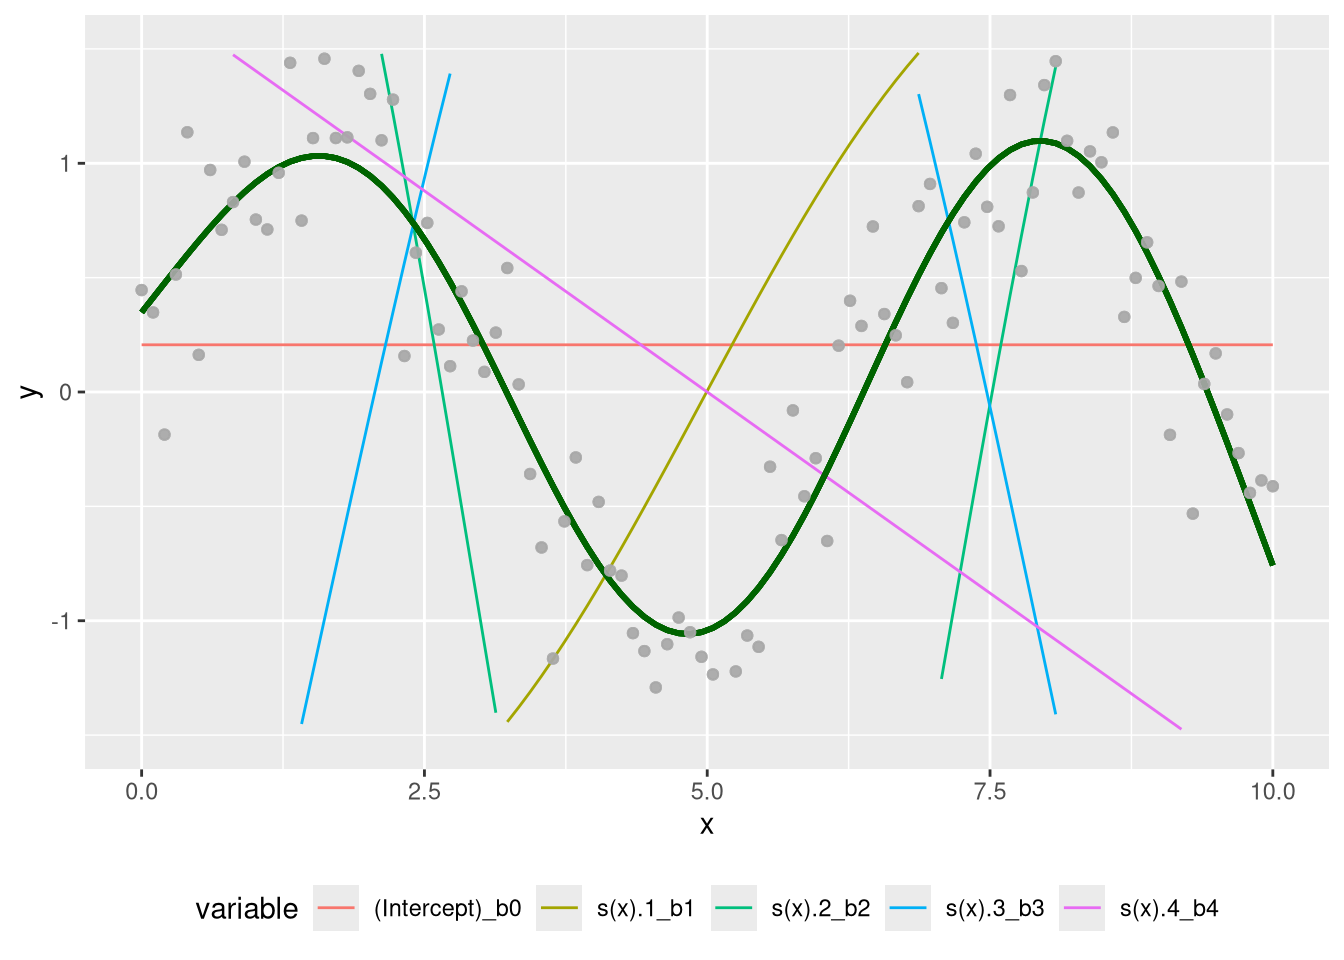 1
0
-1
y
0.0 2.5 5.0 7.5 10.0
x
variable (Intercept)_b0 s(x).1_b1 s(x).2_b2 s(x).3_b3 s(x).4_b4